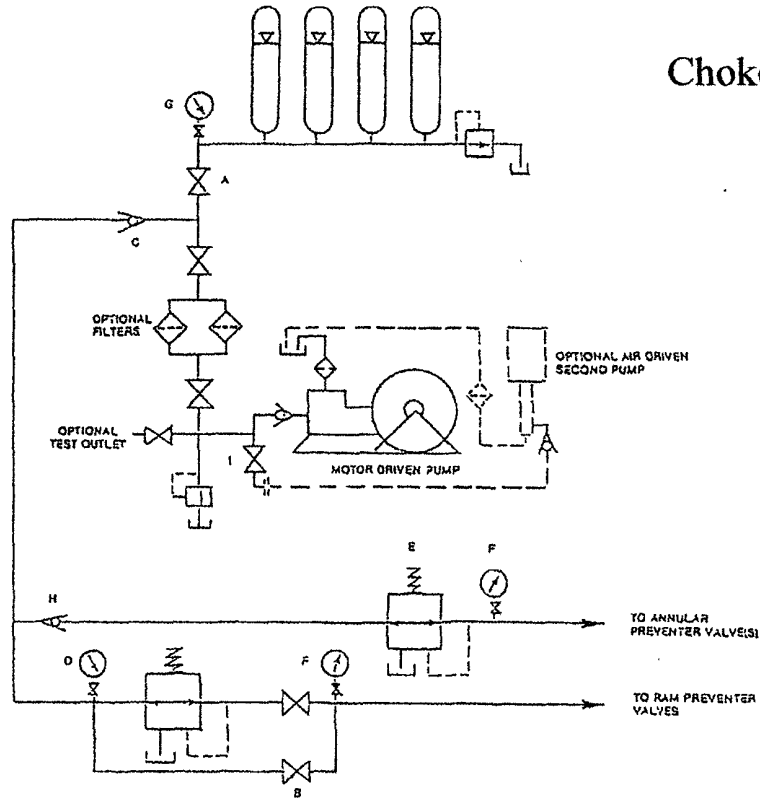 Chok
G
A
C
OPTIONAL
FILTERS
OPTIONAL AIR DRIVEN
SECOND PUMP
OPTIONAL
TEST OUTLET
I
MOTOR DRIVEN PUMP
E
F
H
TO ANNULAR
PREVENTER VALVE(S)
D
F
TO RAM PREVENTER
VALVES
B